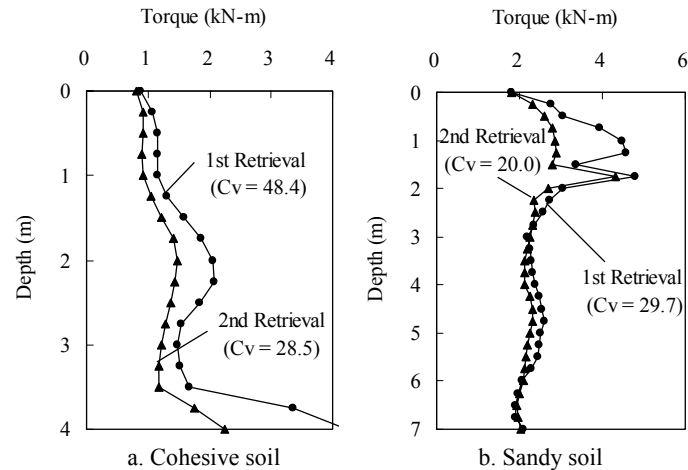 Torque (kN-m)
0 1 2 3 4
0
1
2
3
4
Depth (m)
1st Retrieval
(Cv = 48.4)
2nd Retrieval
(Cv = 28.5)
a. Cohesive soil
Torque (kN-m)
0 2 4 6
0
1
2
3
4
5
6
7
Depth (m)
2nd Retrieval
(Cv = 20.0)
1st Retrieval
(Cv = 29.7)
b. Sandy soil